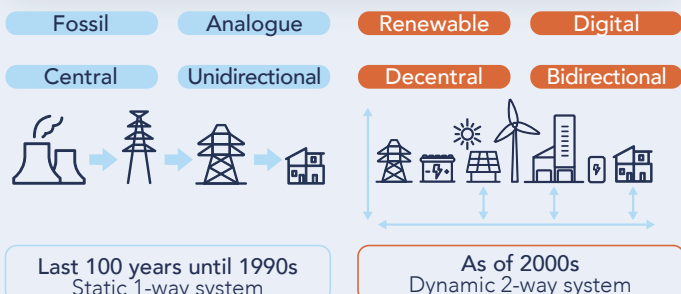 Fossil
Analogue
Central
Unidirectional
Last 100 years until 1990s
Static 1-way system
Renewable
Digital
Decentral
Bidirectional
As of 2000s
Dynamic 2-way system